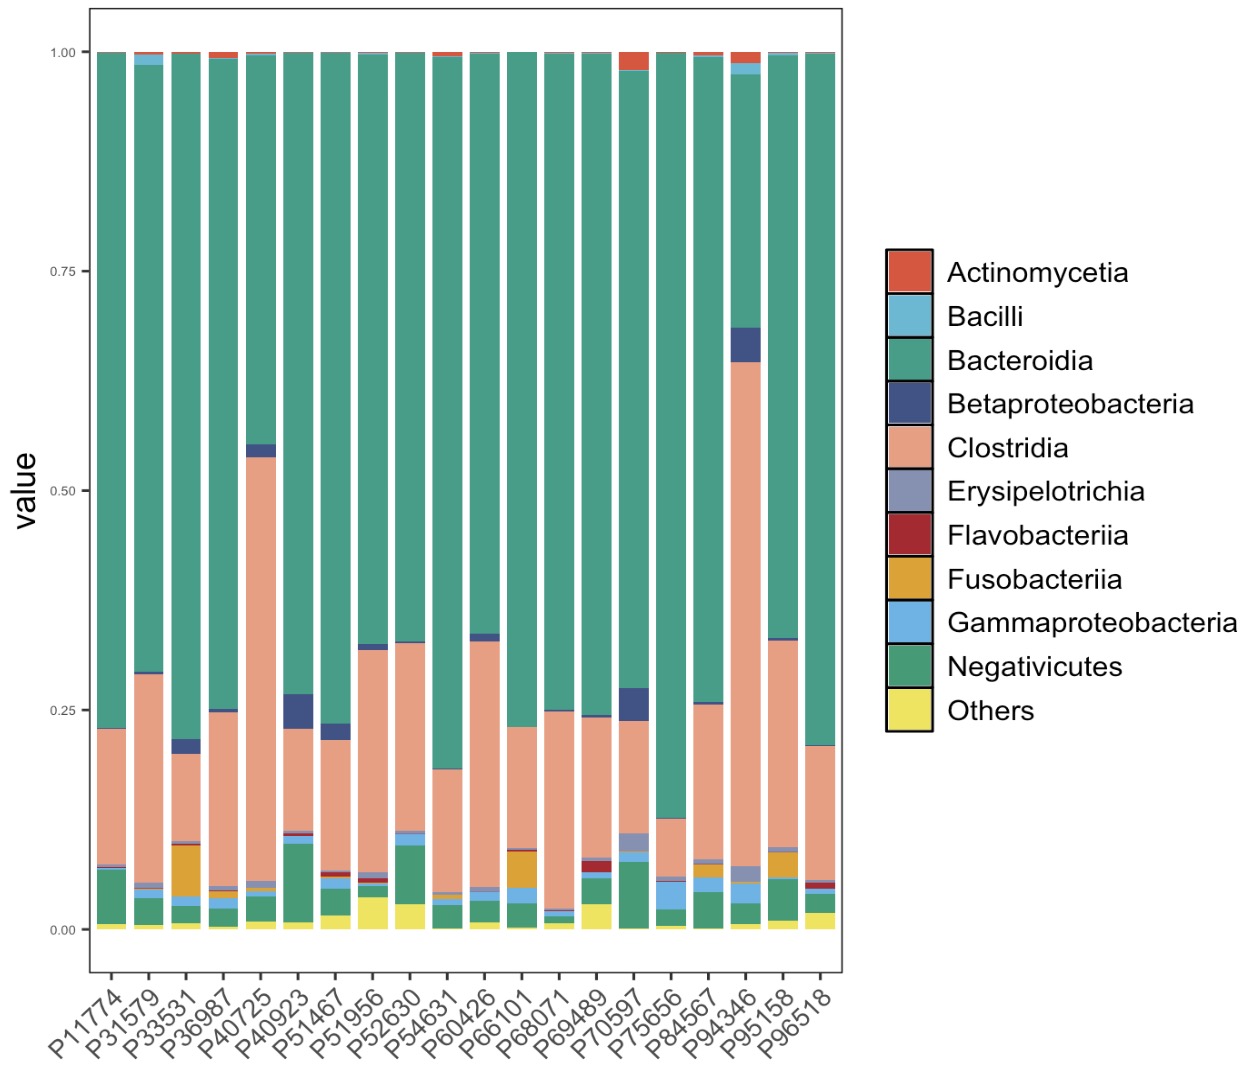 value
1.00
0.75
0.50
0.25
0.00
P11774
P31579
P33531
P36987
P40725
P40923
P51467
P51956
P52630
P54631
P60426
P66101
P68071
P69489
P70597
P75656
P84567
P94346
P95158
P96518
Actinomycetia
Bacilli
Bacteroidia
Betaproteobacteria
Clostridia
Erysipelotrichia
Flavobacteriia
Fusobacteriia
Gammaproteobacteria
Negativicutes
Others